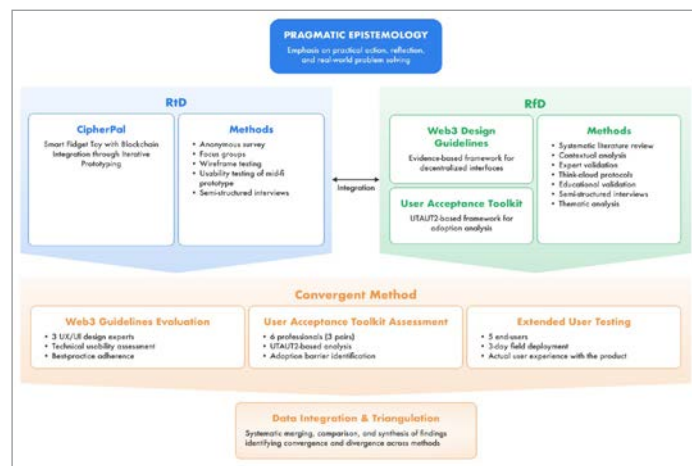 PRAGMATIC EPISTEMOLOGY
Emphasis on practical action, reflection,
and real-world problem solving
RtD
CipherPal
Smart Fidget Toy with Blockchain
Integration through Iterative
Prototyping
Methods
• Anonymous survey
• Focus groups
• Wireframe testing
• Usability testing of mid-fi
prototype
• Semi-structured interviews
Integration
RfD
Web3 Design
Guidelines
Evidence-based framework for
decentralized interfaces
User Acceptance Toolkit
UTAUT2-based framework for
adoption analysis
Methods
• Systematic literature review
• Contextual analysis
• Expert validation
• Think-aloud protocols
• Educational validation
• Semi-structured interviews
• Thematic analysis
Convergent Method
Web3 Guidelines Evaluation
• 3 UX/UI design experts
• Technical usability assessment
• Best-practice adherence
User Acceptance Toolkit Assessment
• 6 professionals (3 pairs)
• UTAUT2-based analysis
• Adoption barrier identification
Extended User Testing
• 5 end-users
• 3-day field deployment
• Actual user experience with the product
Data Integration & Triangulation
Systematic merging, comparison, and synthesis of findings
identifying convergence and divergence across methods